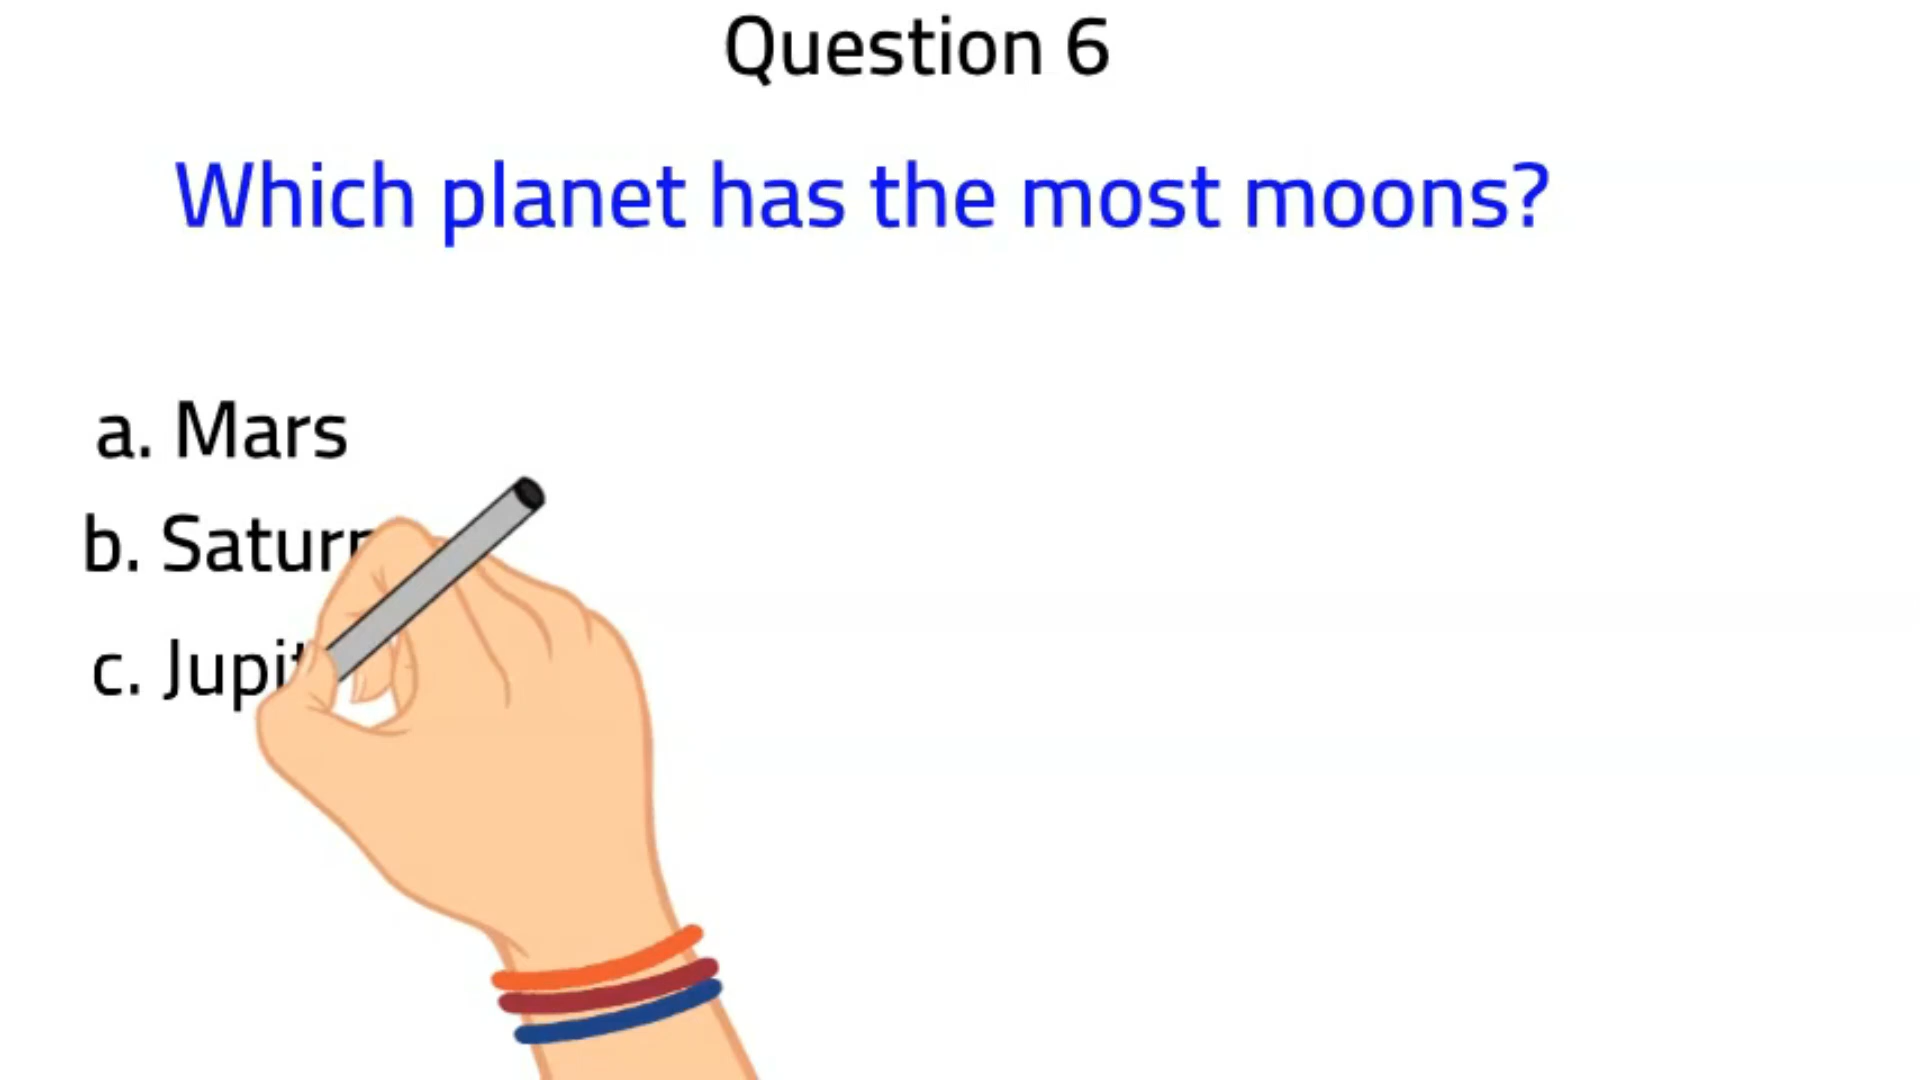 Question 6
Which planet has the most moons?
a. Mars
b. Saturn
c. Jupit